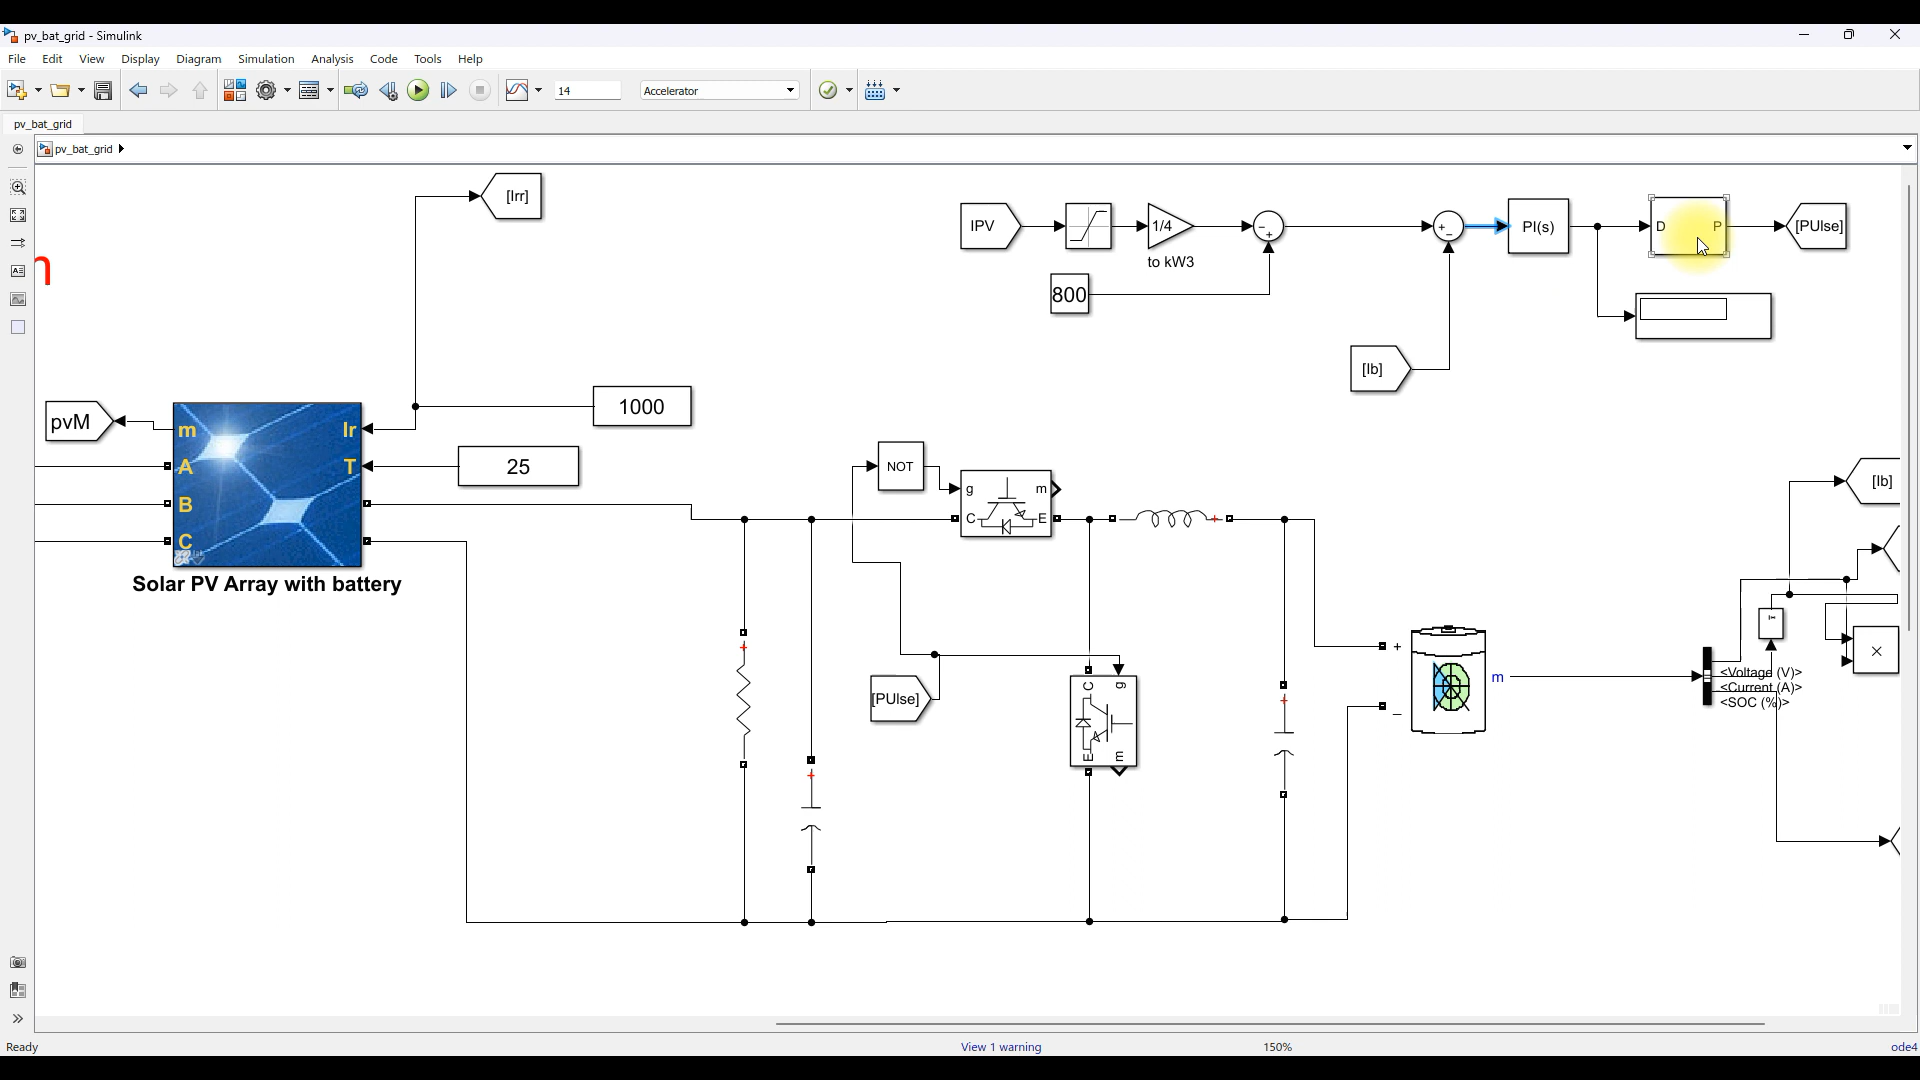 pv_bat_grid - Simulink
File Edit View Display Diagram Simulation Analysis Code Tools Help
14 Accelerator
pv_bat_grid
pv_bat_grid
[Irr]
IPV
1/4
to kW3
-
+
+
-
PI(s)
D P
[PUlse]
800
[Ib]
n
1000
25
pvM
m Ir
A T
B
C
Solar PV Array with battery
NOT
g m
C E
+
[Ib]
+
[PUlse]
C g
E m
+
+
+
-
m
<Voltage (V)>
<Current (A)>
<SOC (%)>
×
Ready View 1 warning 150% ode4